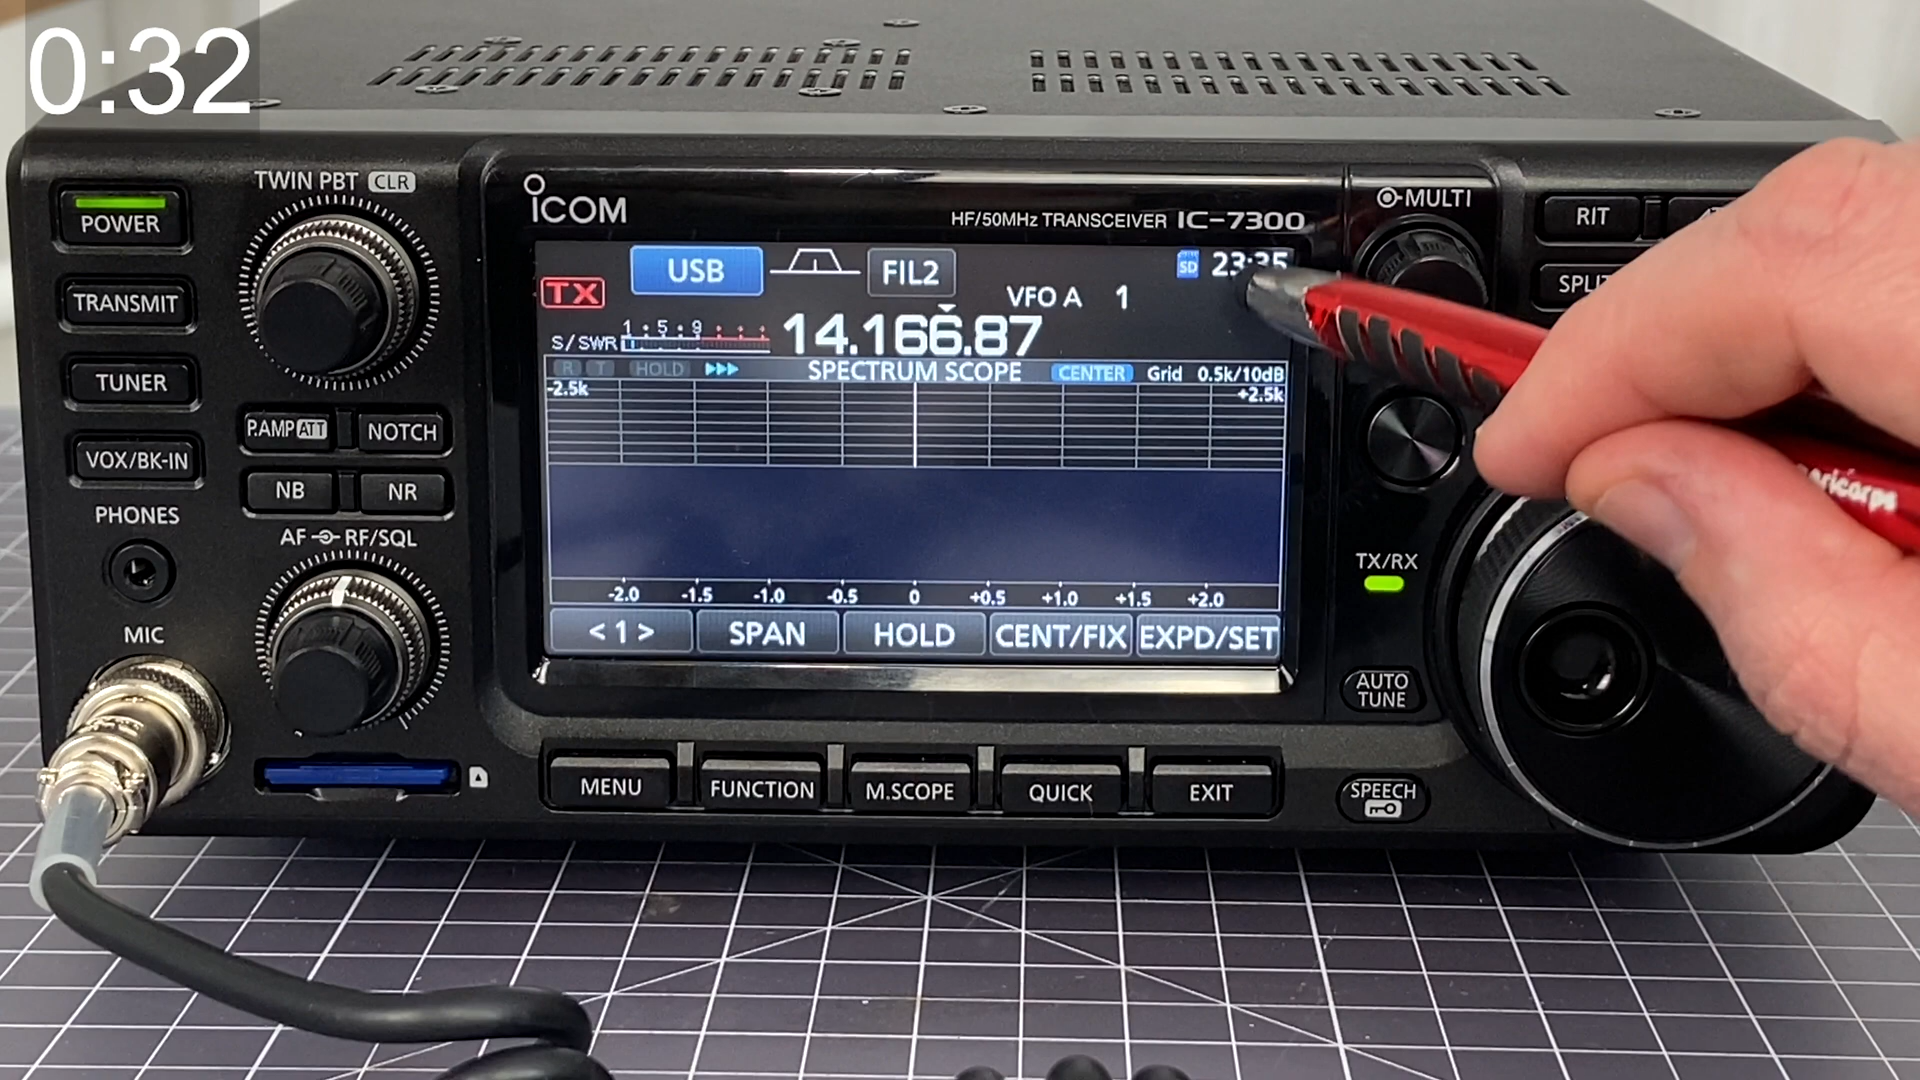 0:32
POWER
TRANSMIT
TUNER
VOX/BK-IN
PHONES
MIC
TWIN PBT CLR
P.AMP ATT
NOTCH
NB
NR
AF RF/SQL
ICOM
HF/50MHz TRANSCEIVER IC-7300
USB
FIL2
SD 23:35
TX
VFO A 1
S/SWR 1 • 5 • 9
14.166.87
R T HOLD SPECTRUM SCOPE CENTER Grid 0.5k/10dB
-2.5k +2.5k
-2.0 -1.5 -1.0 -0.5 0 +0.5 +1.0 +1.5 +2.0
<1> SPAN HOLD CENT/FIX EXPD/SET
MENU
FUNCTION
M.SCOPE
QUICK
EXIT
MULTI
RIT
TX/RX
AUTO
TUNE
SPEECH